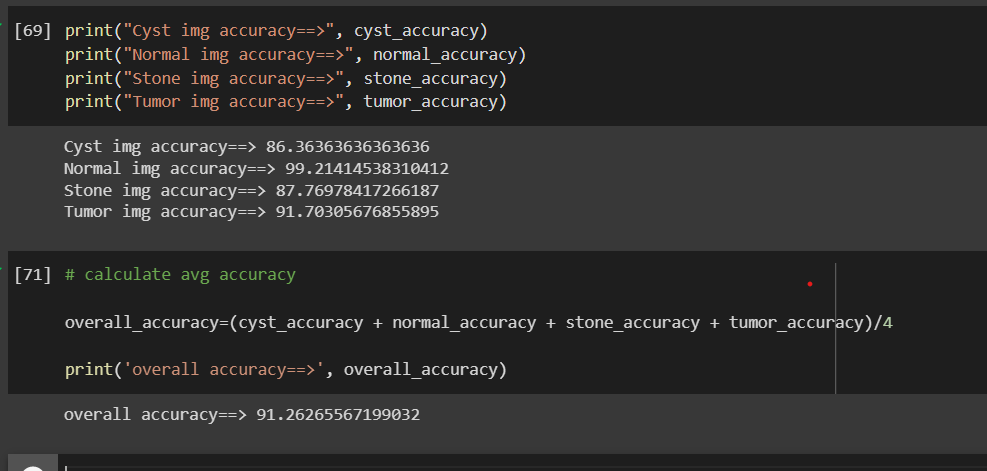 [69] print("Cyst img accuracy==>", cyst_accuracy)
print("Normal img accuracy==>", normal_accuracy)
print("Stone img accuracy==>", stone_accuracy)
print("Tumor img accuracy==>", tumor_accuracy)
Cyst img accuracy==> 86.36363636363636
Normal img accuracy==> 99.21414538310412
Stone img accuracy==> 87.76978417266187
Tumor img accuracy==> 91.70305676855895
[71] # calculate avg accuracy
overall_accuracy=(cyst_accuracy + normal_accuracy + stone_accuracy + tumor_accuracy)/4
print('overall accuracy==>', overall_accuracy)
overall accuracy==> 91.26265567199032